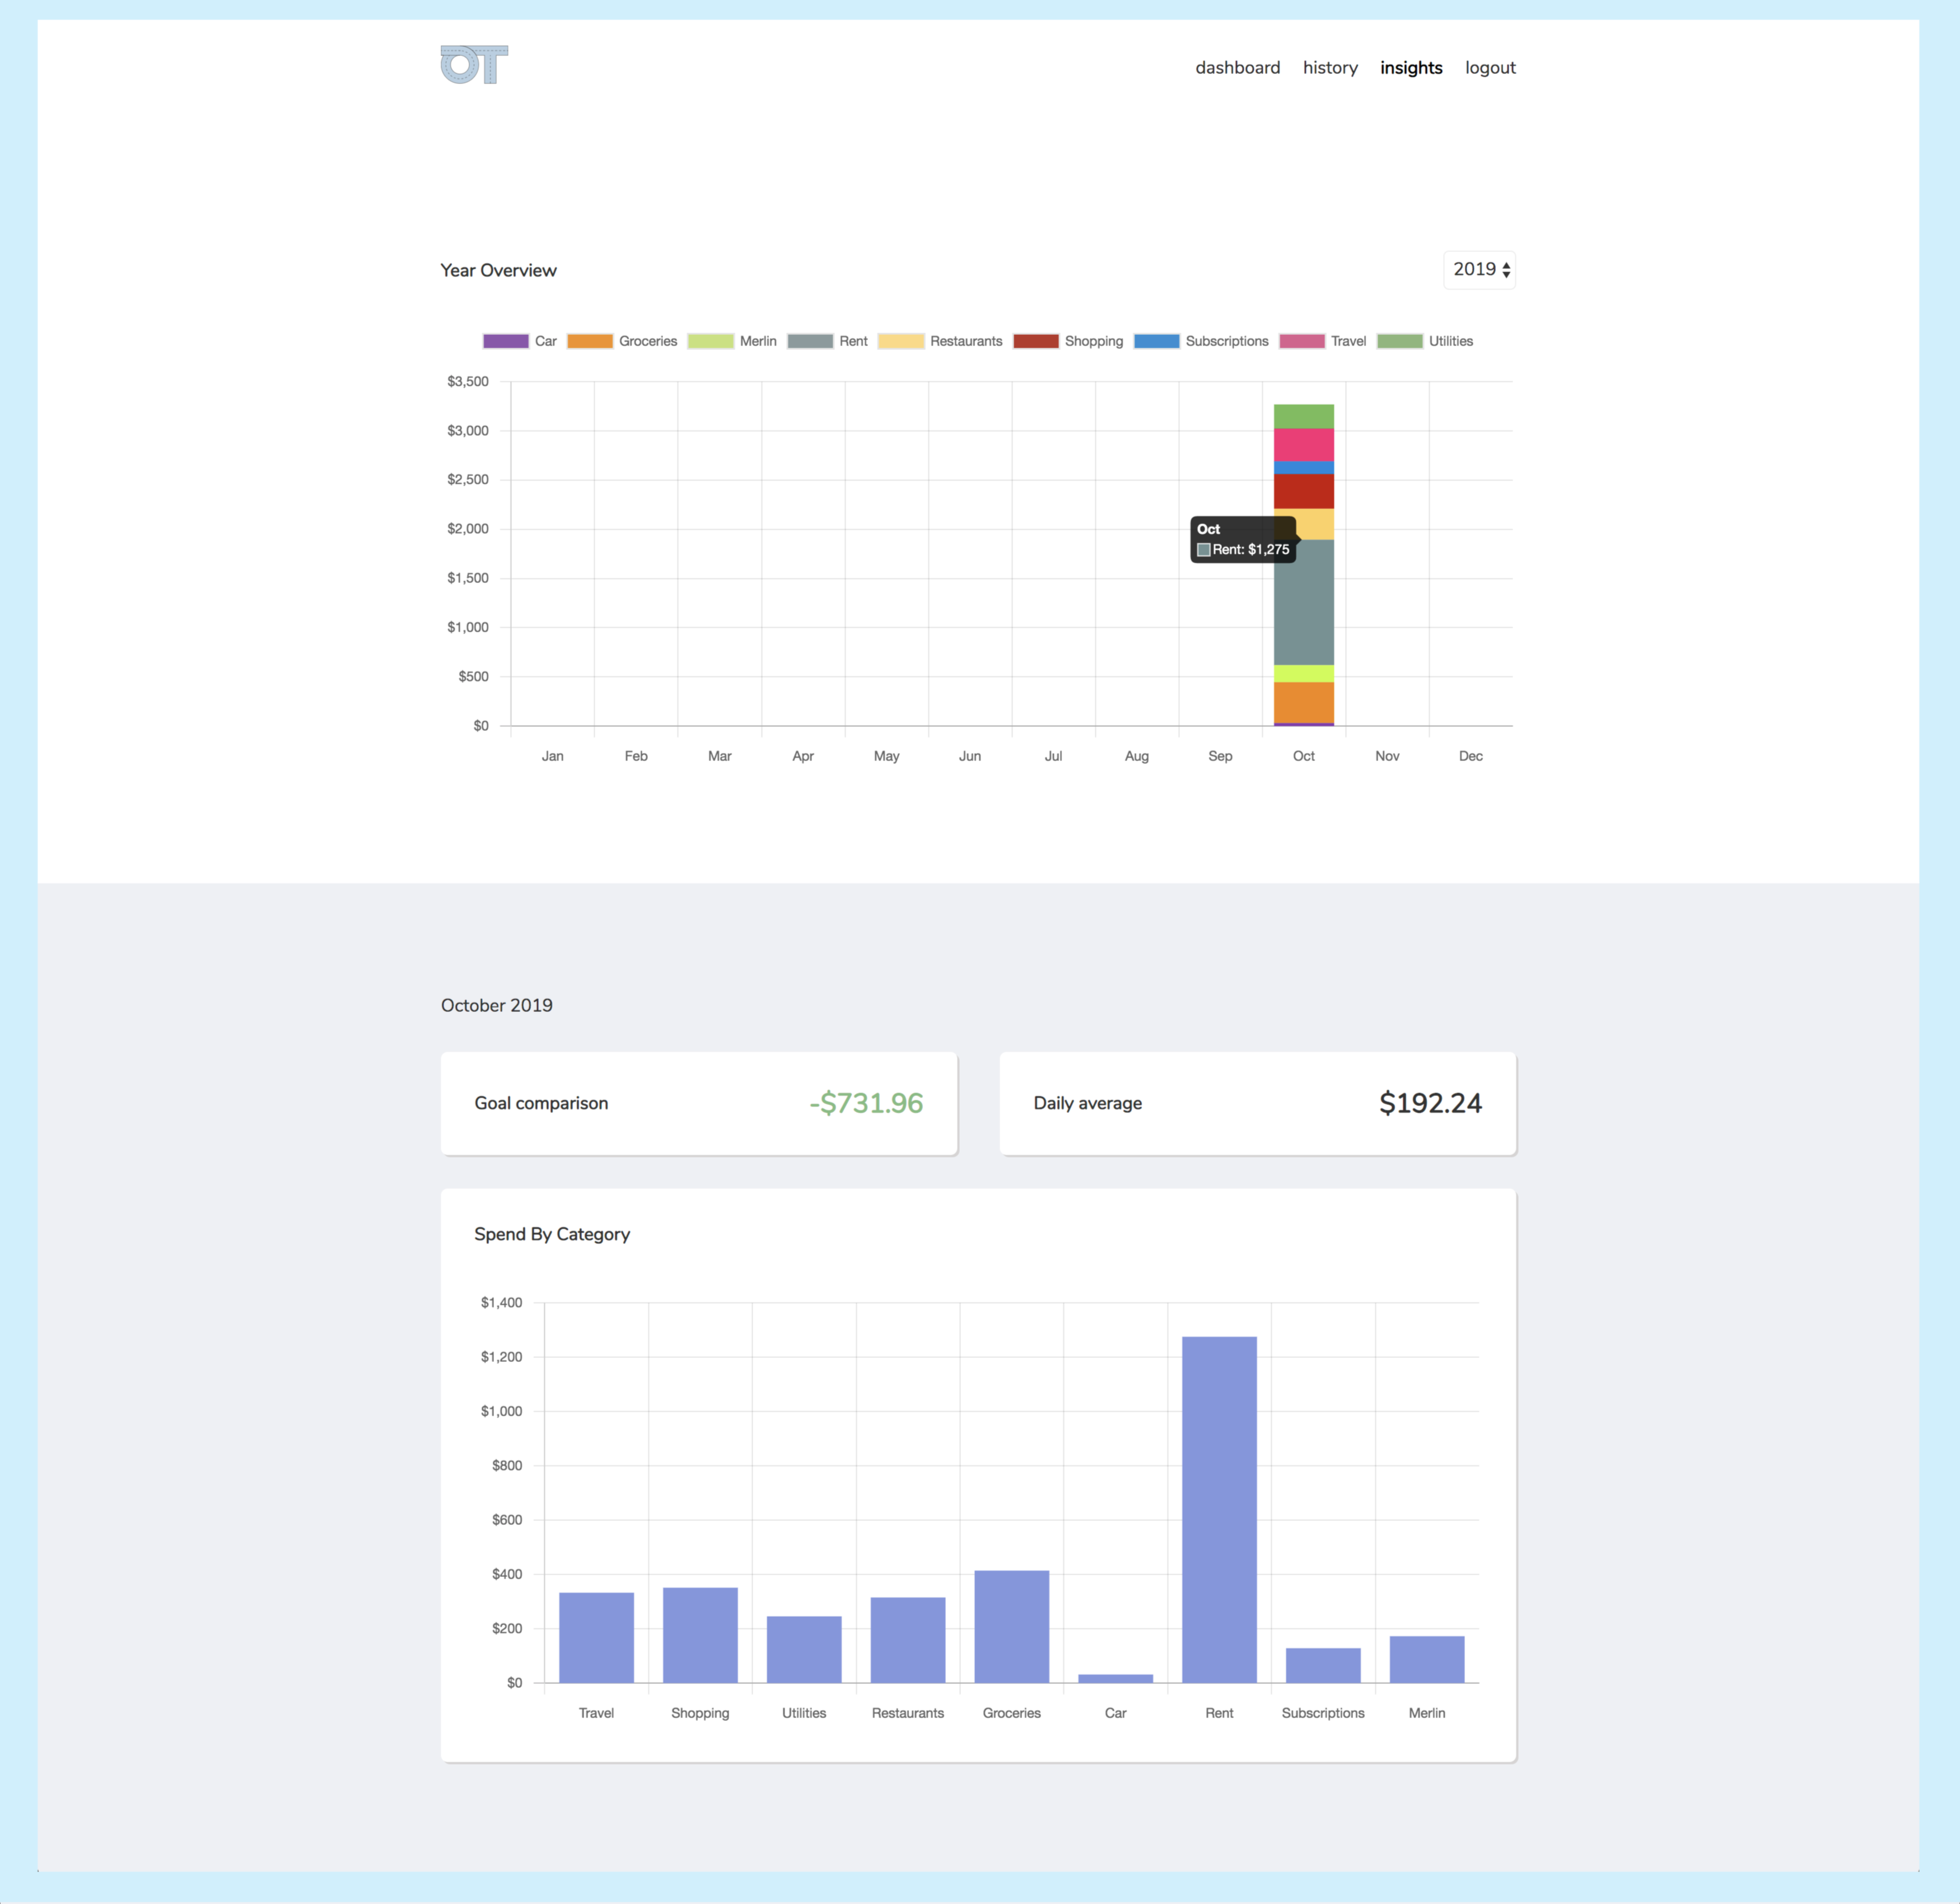 OT
dashboard history insights logout
Year Overview
2019
Car Groceries Merlin Rent Restaurants Shopping Subscriptions Travel Utilities
$3,500
$3,000
$2,500
$2,000
$1,500
$1,000
$500
$0
Oct
Rent: $1,275
Jan Feb Mar Apr May Jun Jul Aug Sep Oct Nov Dec
October 2019
Goal comparison -$731.96
Daily average $192.24
Spend By Category
$1,400
$1,200
$1,000
$800
$600
$400
$200
$0
Travel Shopping Utilities Restaurants Groceries Car Rent Subscriptions Merlin